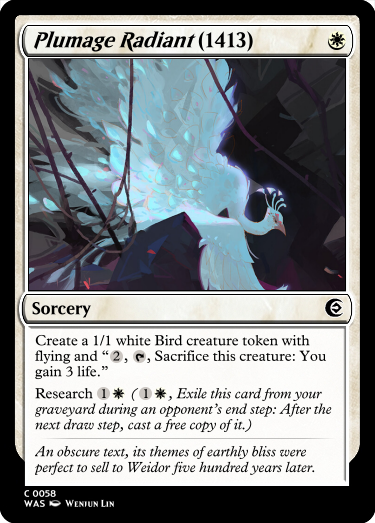 Plumage Radiant (1413)
Sorcery
Create a 1/1 white Bird creature token with
flying and “2, T, Sacrifice this creature: You
gain 3 life.”
Research 1 W (1 W, Exile this card from your
graveyard during an opponent’s end step: After the
next draw step, cast a free copy of it.)
An obscure text, its themes of earthly bliss were
perfect to sell to Weidor five hundred years later.
C 0058
WAS Wenjun Lin